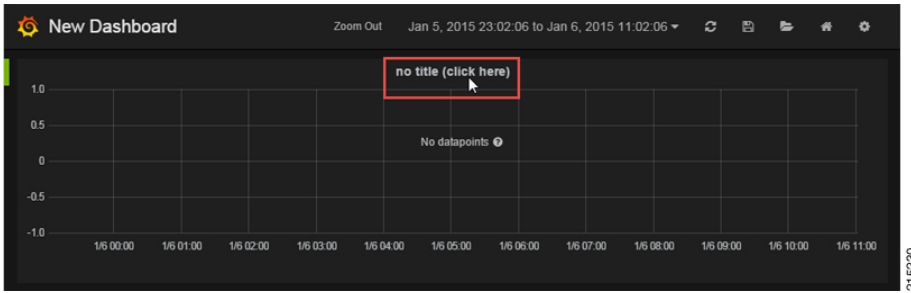 New Dashboard
Zoom Out
Jan 5, 2015 23:02:06 to Jan 6, 2015 11:02:06
no title (click here)
1.0
0.5
No datapoints
0
-0.5
-1.0
1/6 00:00 1/6 01:00 1/6 02:00 1/6 03:00 1/6 04:00 1/6 05:00 1/6 06:00 1/6 07:00 1/6 08:00 1/6 09:00 1/6 10:00 1/6 11:00